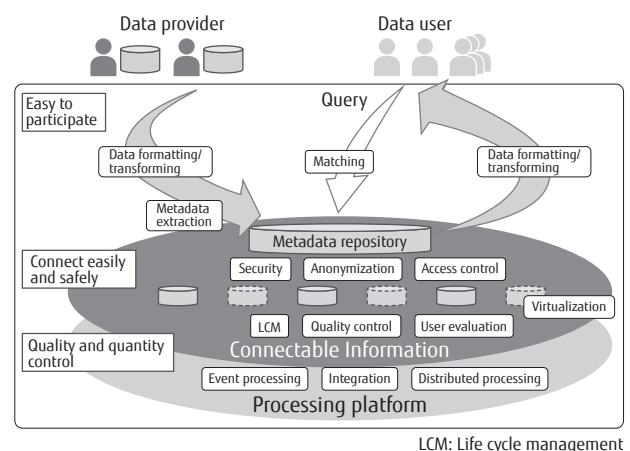 Data provider
Data user
Easy to
participate
Query
Data formatting/
transforming
Matching
Data formatting/
transforming
Metadata
extraction
Metadata repository
Connect easily
and safely
Security
Anonymization
Access control
Virtualization
LCM
Quality control
User evaluation
Quality and quantity
control
Connectable Information
Event processing
Integration
Distributed processing
Processing platform
LCM: Life cycle management